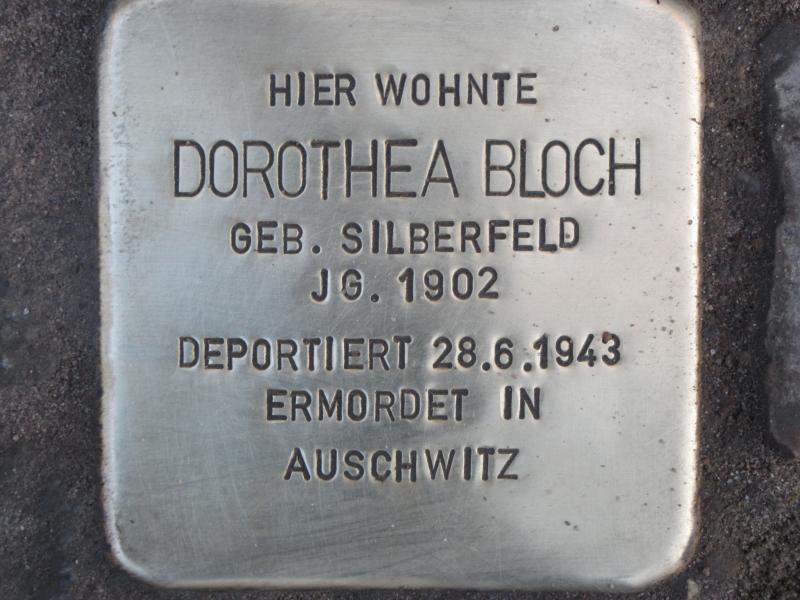 HIER WOHNTE
DOROTHEA BLOCH
GEB. SILBERFELD
JG. 1902
DEPORTIERT 28.6.1943
ERMORDET IN
AUSCHWITZ